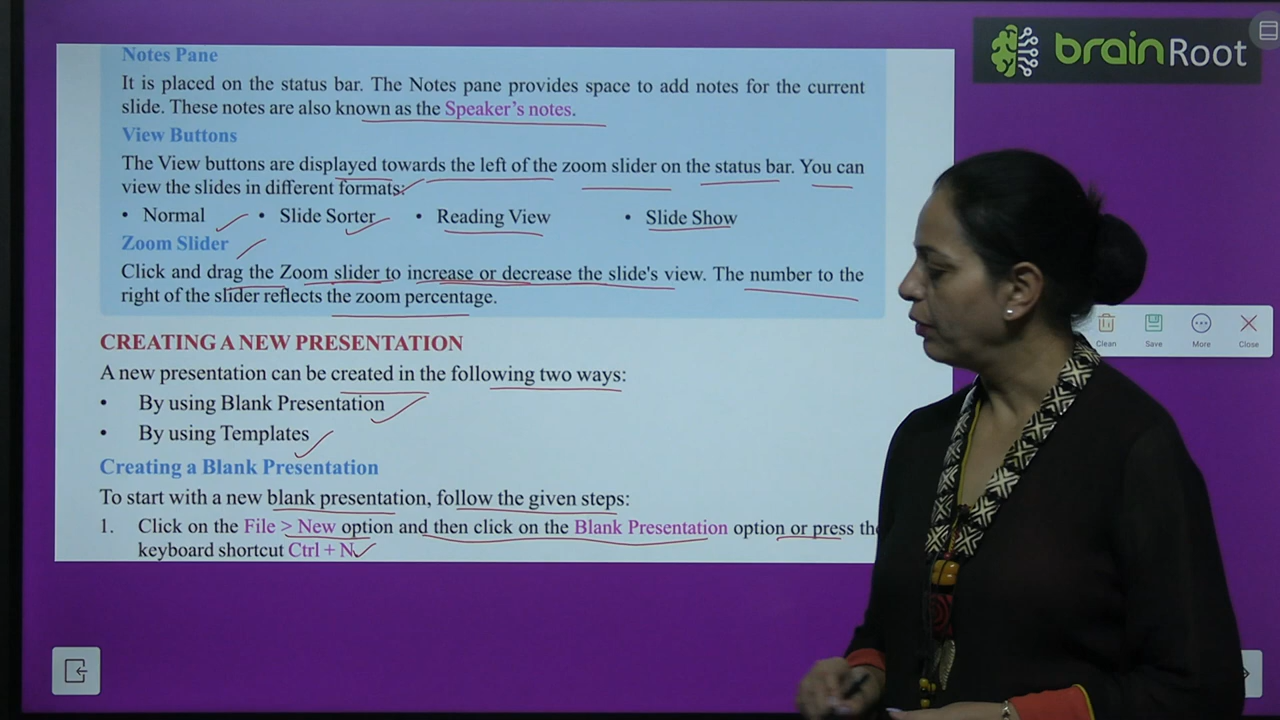 brainRoot
Notes Pane
It is placed on the status bar. The Notes pane provides space to add notes for the current
slide. These notes are also known as the Speaker's notes.
View Buttons
The View buttons are displayed towards the left of the zoom slider on the status bar. You can
view the slides in different formats:
• Normal • Slide Sorter • Reading View • Slide Show
Zoom Slider
Click and drag the Zoom slider to increase or decrease the slide's view. The number to the
right of the slider reflects the zoom percentage.
CREATING A NEW PRESENTATION
A new presentation can be created in the following two ways:
• By using Blank Presentation
• By using Templates
Creating a Blank Presentation
To start with a new blank presentation, follow the given steps:
1. Click on the File > New option and then click on the Blank Presentation option or press the
keyboard shortcut Ctrl + N
Clean Save More Close